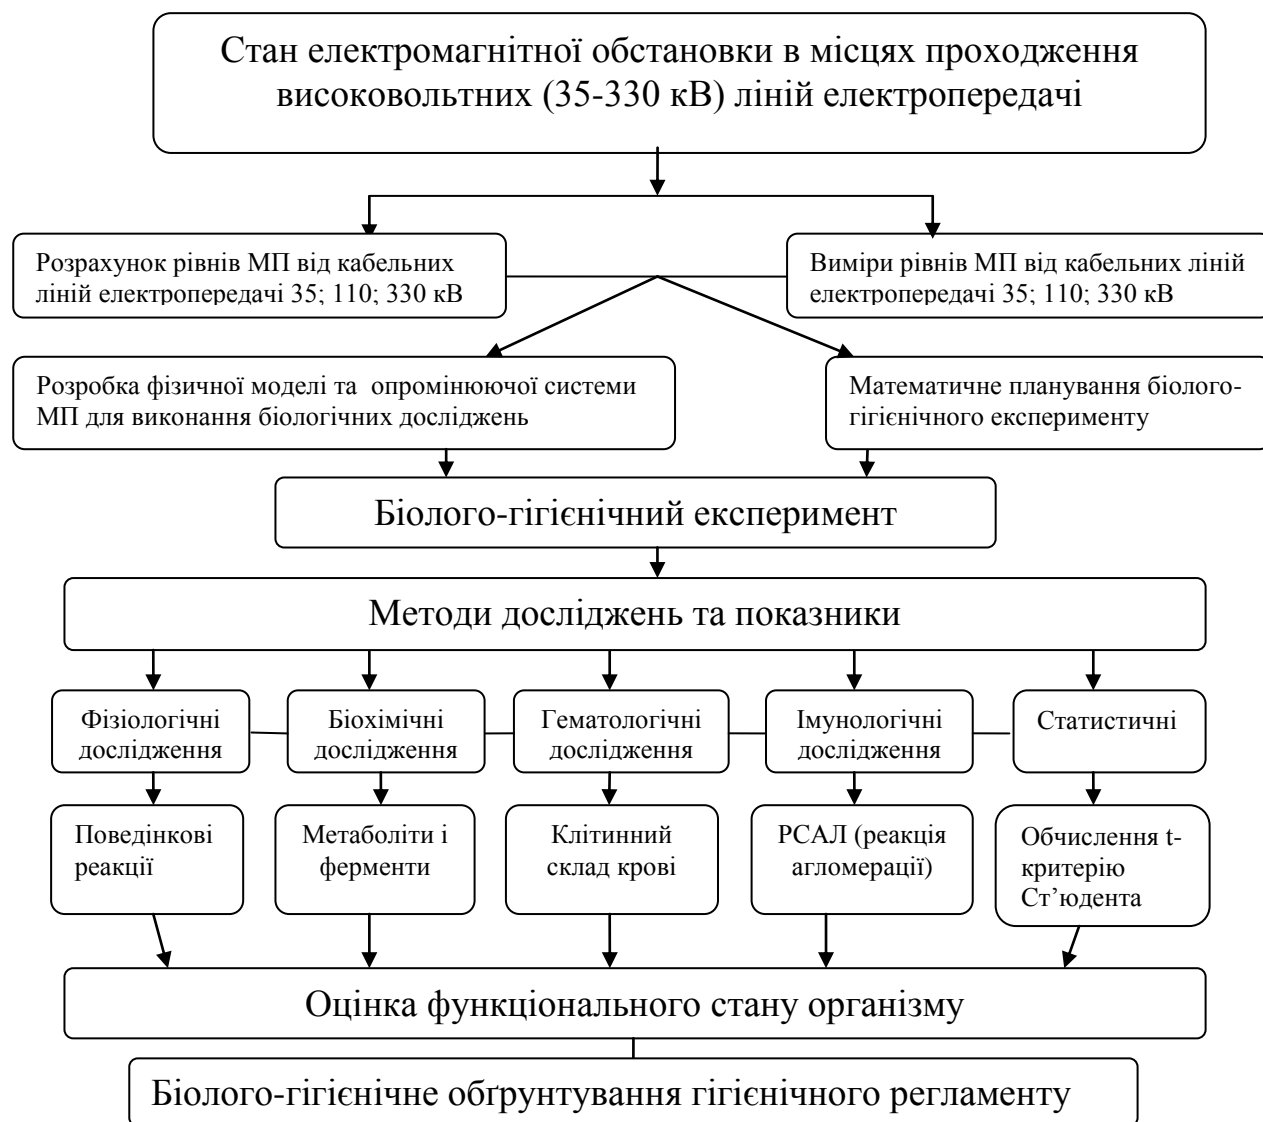 Стан електромагнітної обстановки в місцях проходження
високовольтних (35-330 кВ) ліній електропередачі
Розрахунок рівнів МП від кабельних
ліній електропередачі 35; 110; 330 кВ
Виміри рівнів МП від кабельних ліній
електропередачі 35; 110; 330 кВ
Розробка фізичної моделі та опромінюючої системи
МП для виконання біологічних досліджень
Математичне планування біолого-
гігієнічного експерименту
Біолого-гігієнічний експеримент
Методи досліджень та показники
Фізіологічні
дослідження
Біохімічні
дослідження
Гематологічні
дослідження
Імунологічні
дослідження
Статистичні
Поведінкові
реакції
Метаболіти і
ферменти
Клітинний
склад крові
РСАЛ (реакція
агломерації)
Обчислення t-
критерію
Ст’юдента
Оцінка функціонального стану організму
Біолого-гігієнічне обґрунтування гігієнічного регламенту